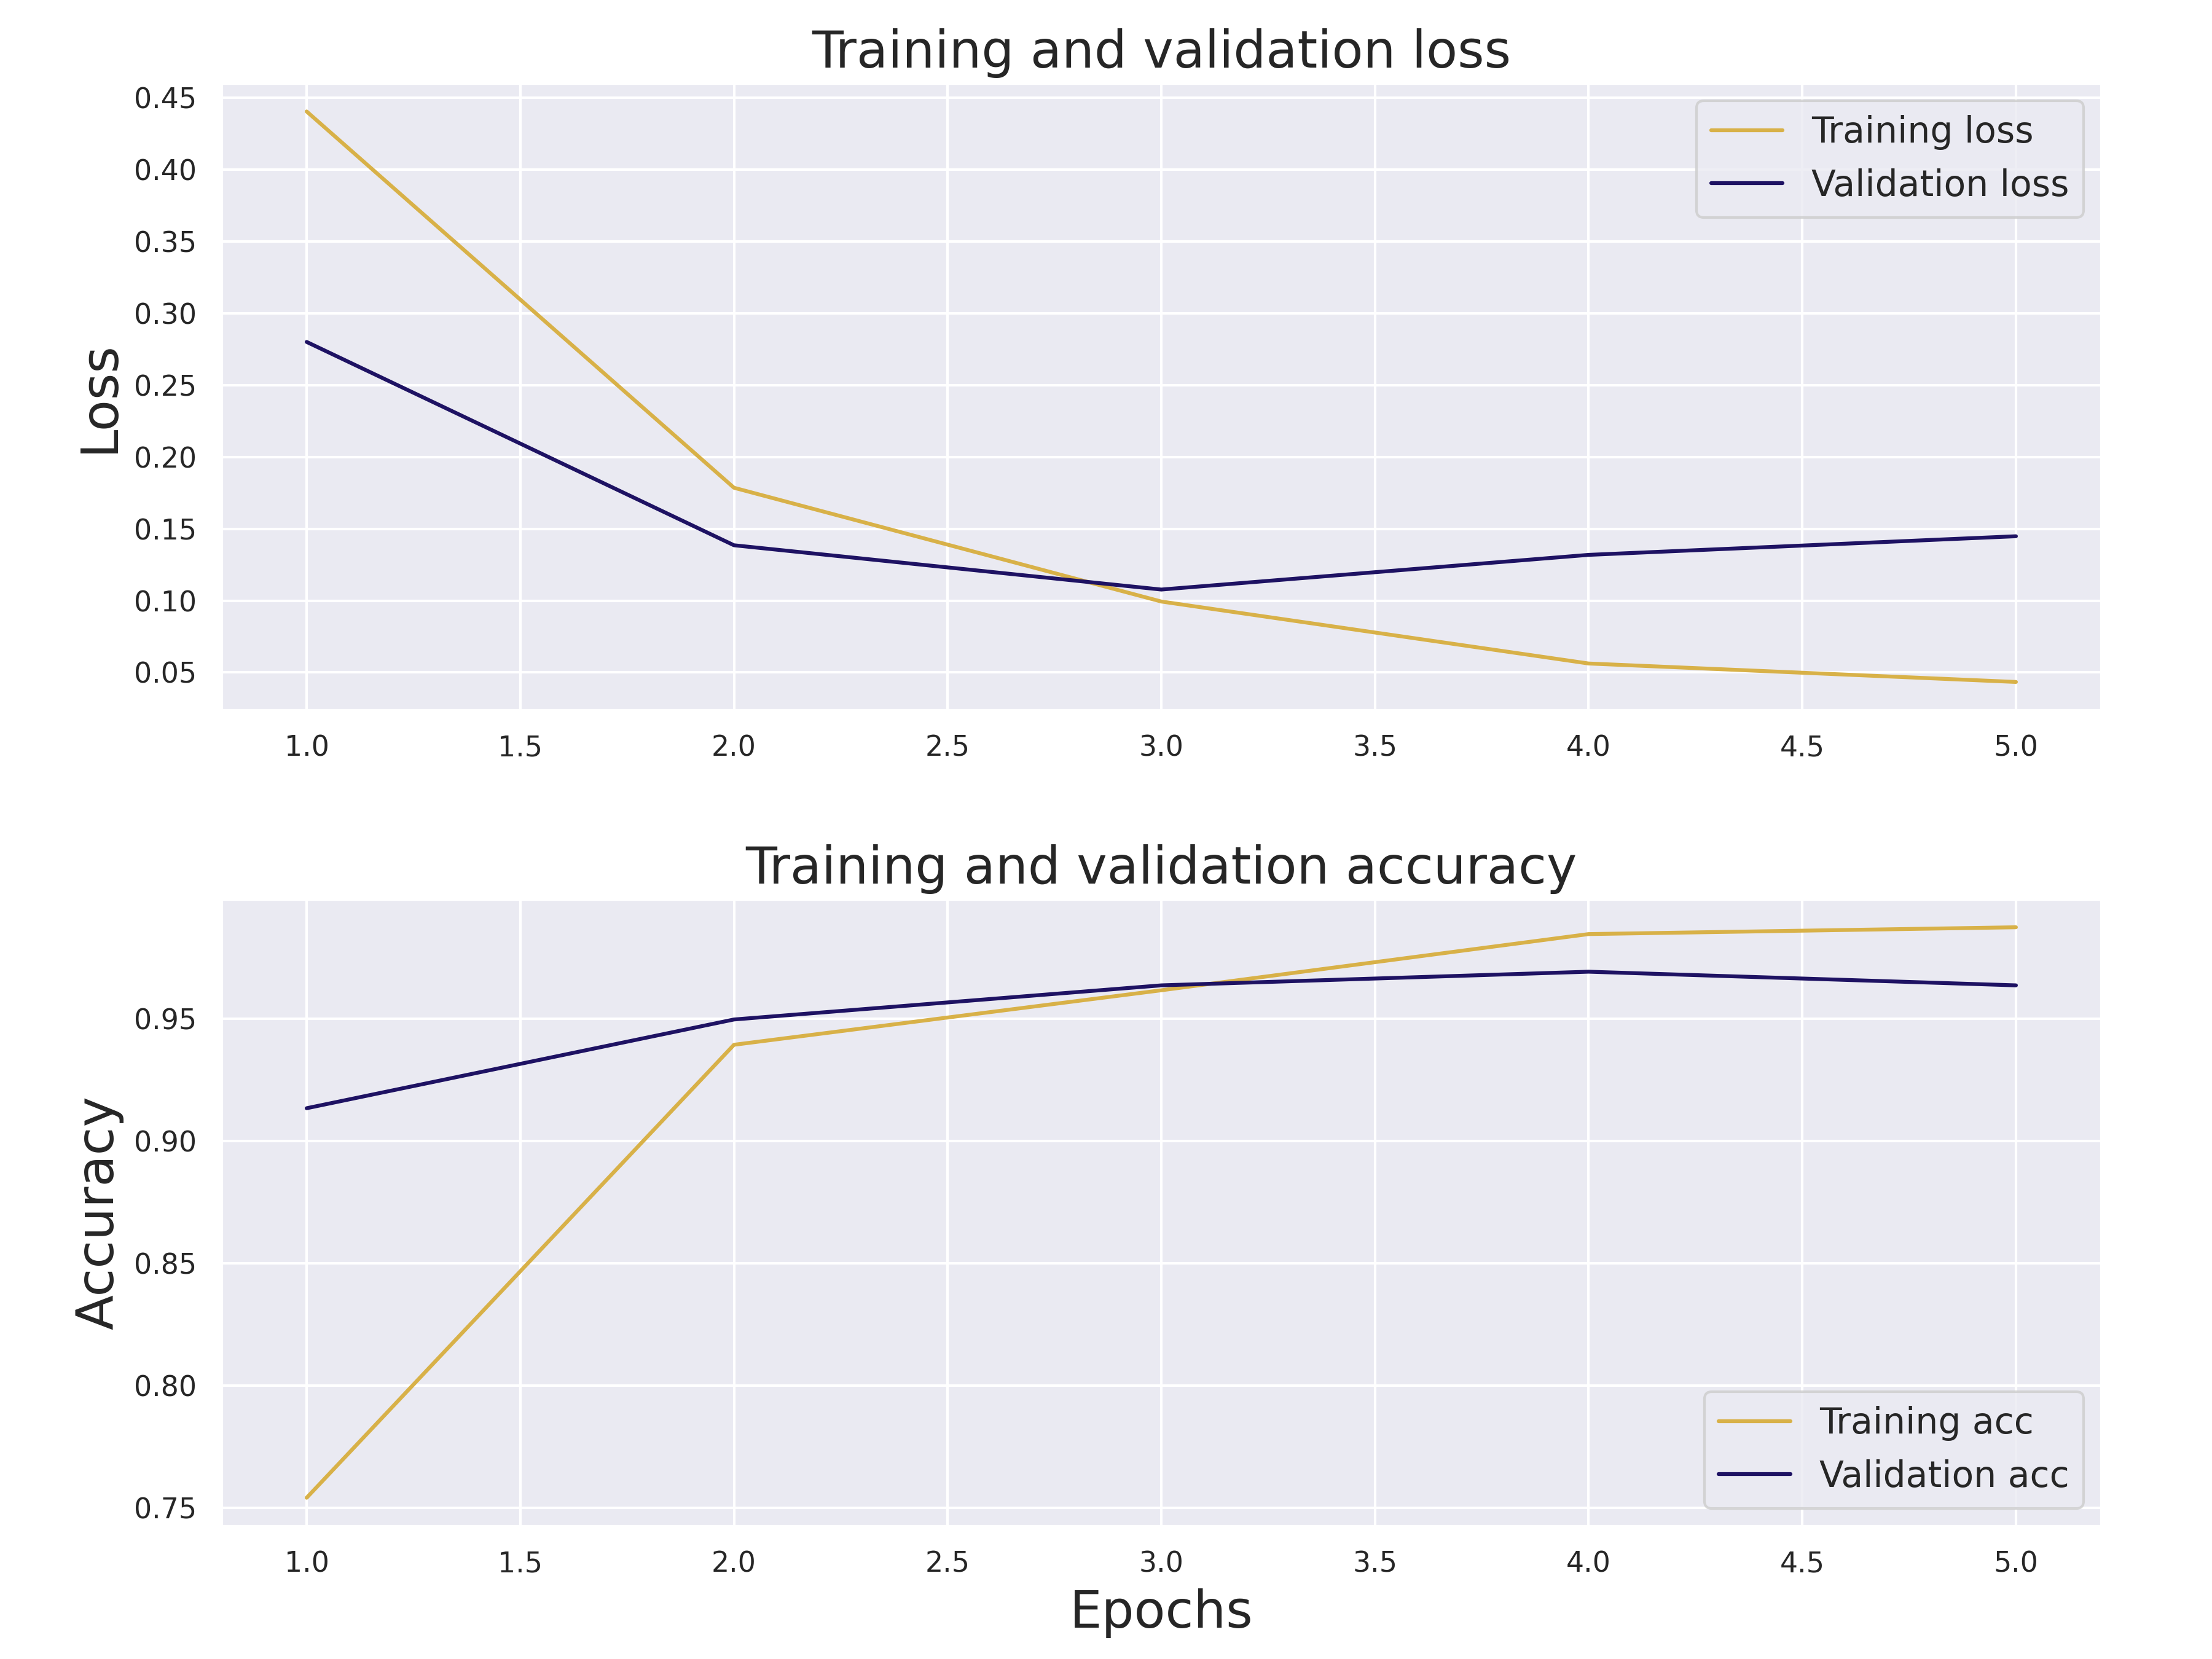 Training and validation loss
Loss
0.45
0.40
0.35
0.30
0.25
0.20
0.15
0.10
0.05
Training loss
Validation loss
1.0 1.5 2.0 2.5 3.0 3.5 4.0 4.5 5.0
Training and validation accuracy
Accuracy
0.95
0.90
0.85
0.80
0.75
Training acc
Validation acc
1.0 1.5 2.0 2.5 3.0 3.5 4.0 4.5 5.0
Epochs